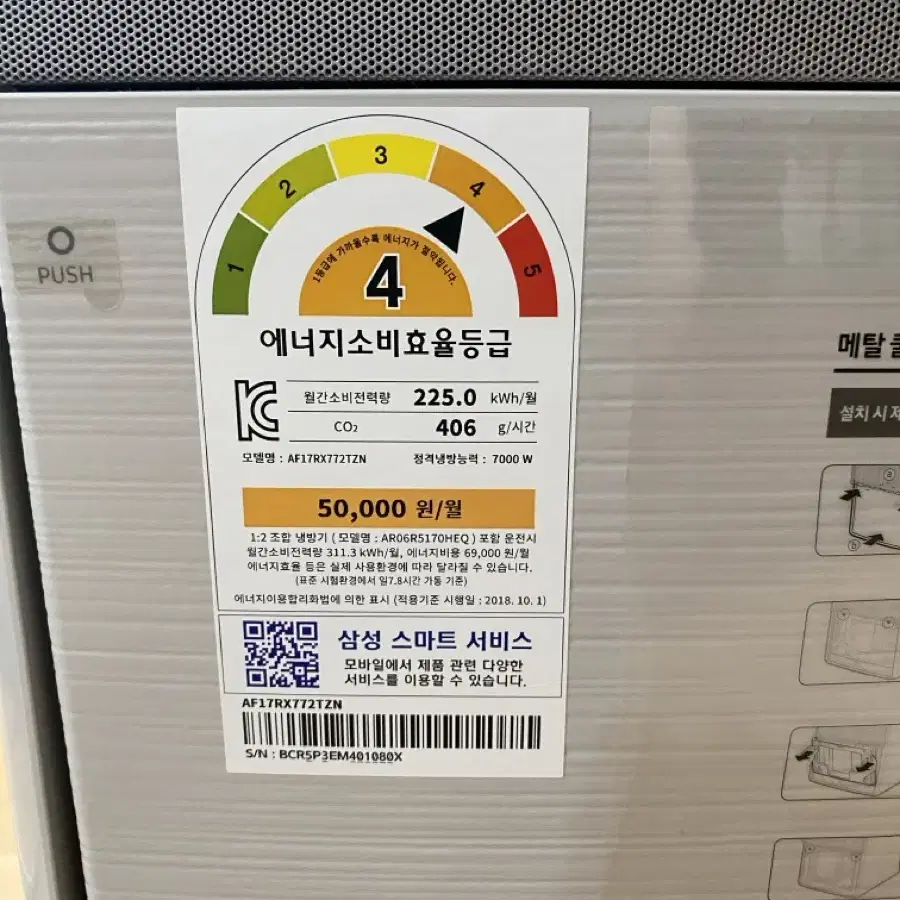 PUSH
1
2
3
4
5
1등급에 가까울수록 에너지가 절약됩니다.
4
에너지소비효율등급
월간소비전력량 225.0 kWh/월
CO₂ 406 g/시간
모델명 : AF17RX772TZN 정격냉방능력 : 7000 W
50,000 원/월
1:2 조합 냉방기 ( 모델명 : AR06R5170HEQ ) 포함 운전시
월간소비전력량 311.3 kWh/월, 에너지비용 69,000 원/월
에너지효율 등은 실제 사용환경에 따라 달라질 수 있습니다.
(표준 시험환경에서 일7.8시간 가동 기준)
에너지이용합리화법에 의한 표시 (적용기준 시행일 : 2018. 10. 1)
삼성 스마트 서비스
모바일에서 제품 관련 다양한
서비스를 이용할 수 있습니다.
AF17RX772TZN
S/N : BCR5P3EM401080X
메탈
설치 시
a
b